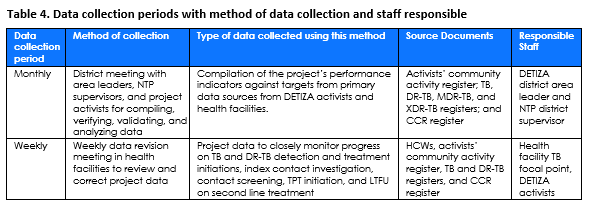 Table 4. Data collection periods with method of data collection and staff responsible
Data collection period
Method of collection
Type of data collected using this method
Source Documents
Responsible Staff
Monthly
District meeting with
area leaders, NTP
supervisors, and project
activists for compiling,
verifying, validating, and
analyzing data
Compilation of the project's performance
indicators against targets from primary
data sources from DETIZA activists and
health facilities.
Activists' community
activity register; TB,
DR-TB, MDR-TB, and
XDR-TB registers; and
CCR register
DETIZA
district area
leader and
NTP district
supervisor
Weekly
Weekly data revision
meeting in health
facilities to review and
correct project data
Project data to closely monitor progress
on TB and DR-TB detection and treatment
initiations, index contact investigation,
contact screening, TPT initiation, and LTFU
on second line treatment
HCWs, activists'
community activity
register, TB and DR-TB
registers, and CCR
register
Health
facility TB
focal point,
DETIZA
activists